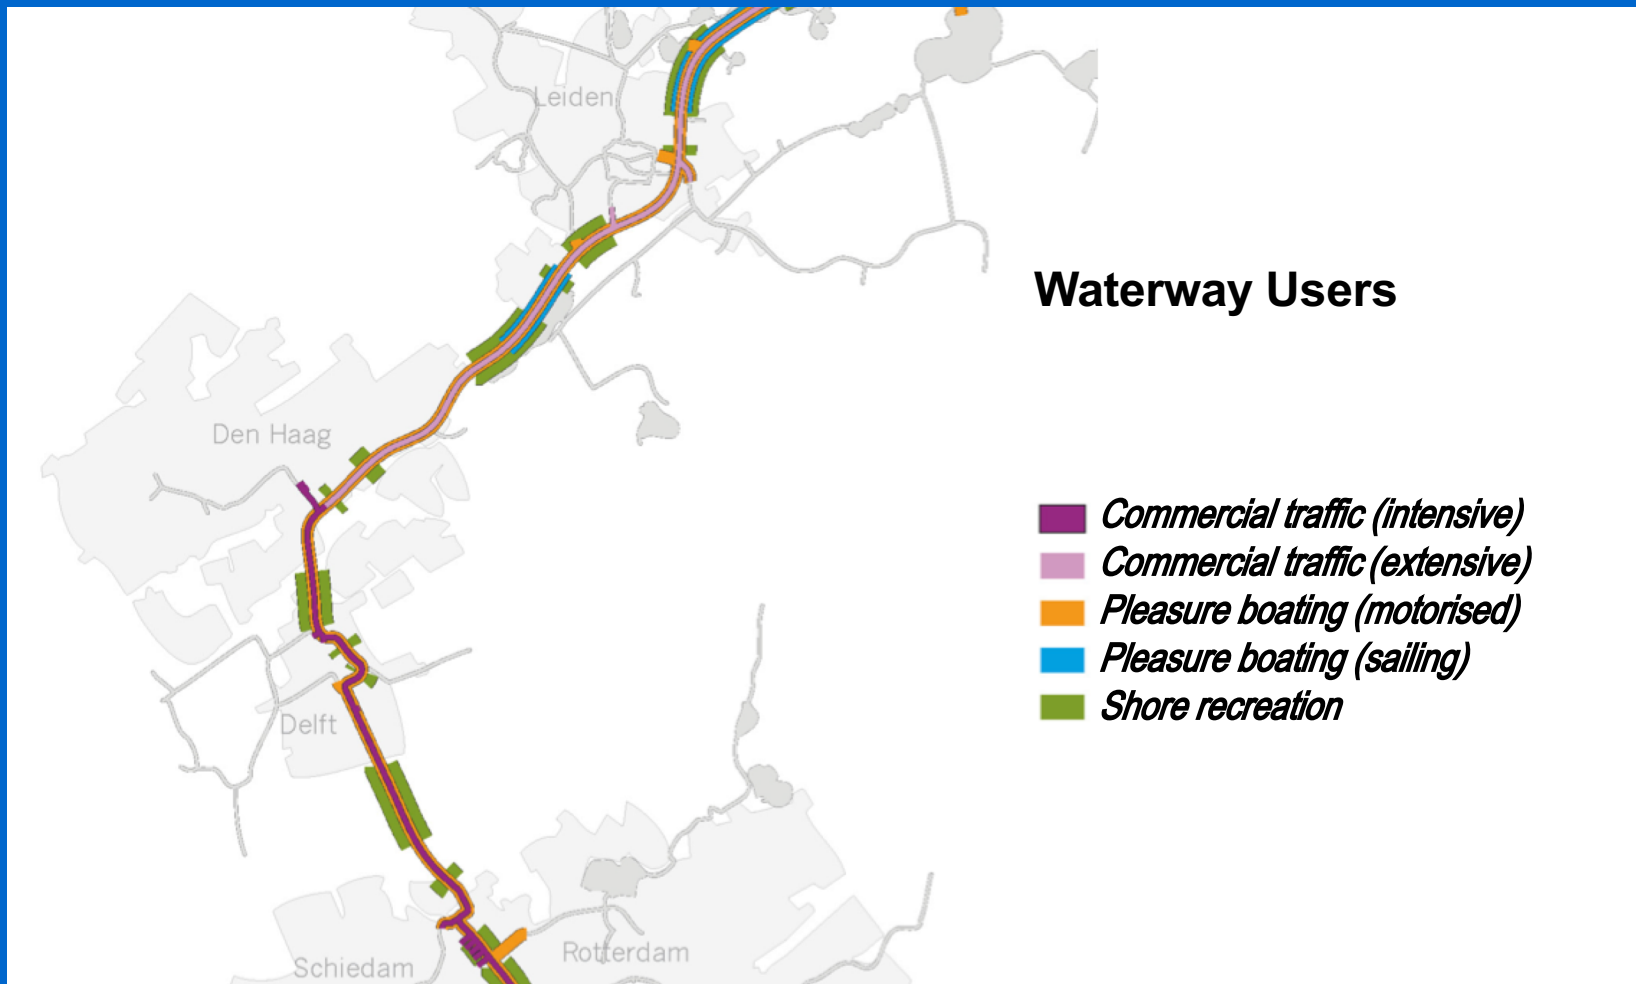 Leiden
Waterway Users
Den Haag
Commercial traffic (intensive)
Commercial traffic (extensive)
Pleasure boating (motorised)
Pleasure boating (sailing)
Shore recreation
Delft
Rotterdam
Schiedam